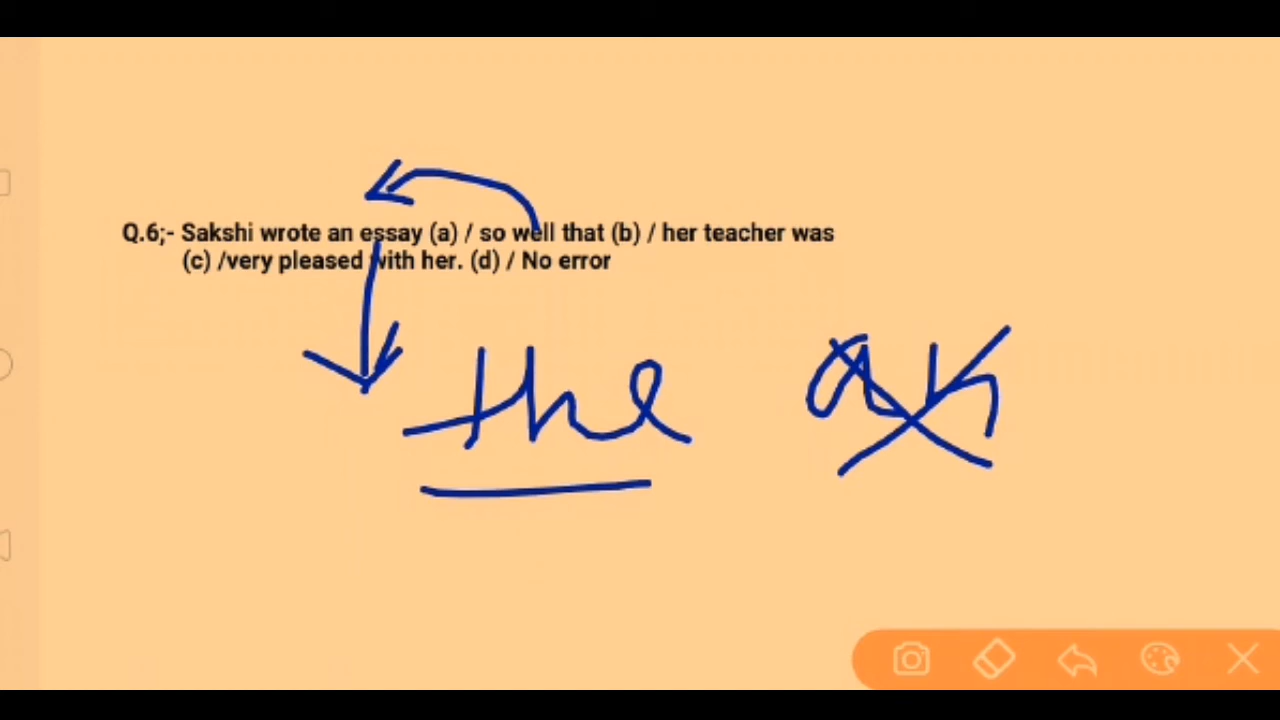 Q.6;- Sakshi wrote an essay (a) / so well that (b) / her teacher was
(c) /very pleased with her. (d) / No error
the an